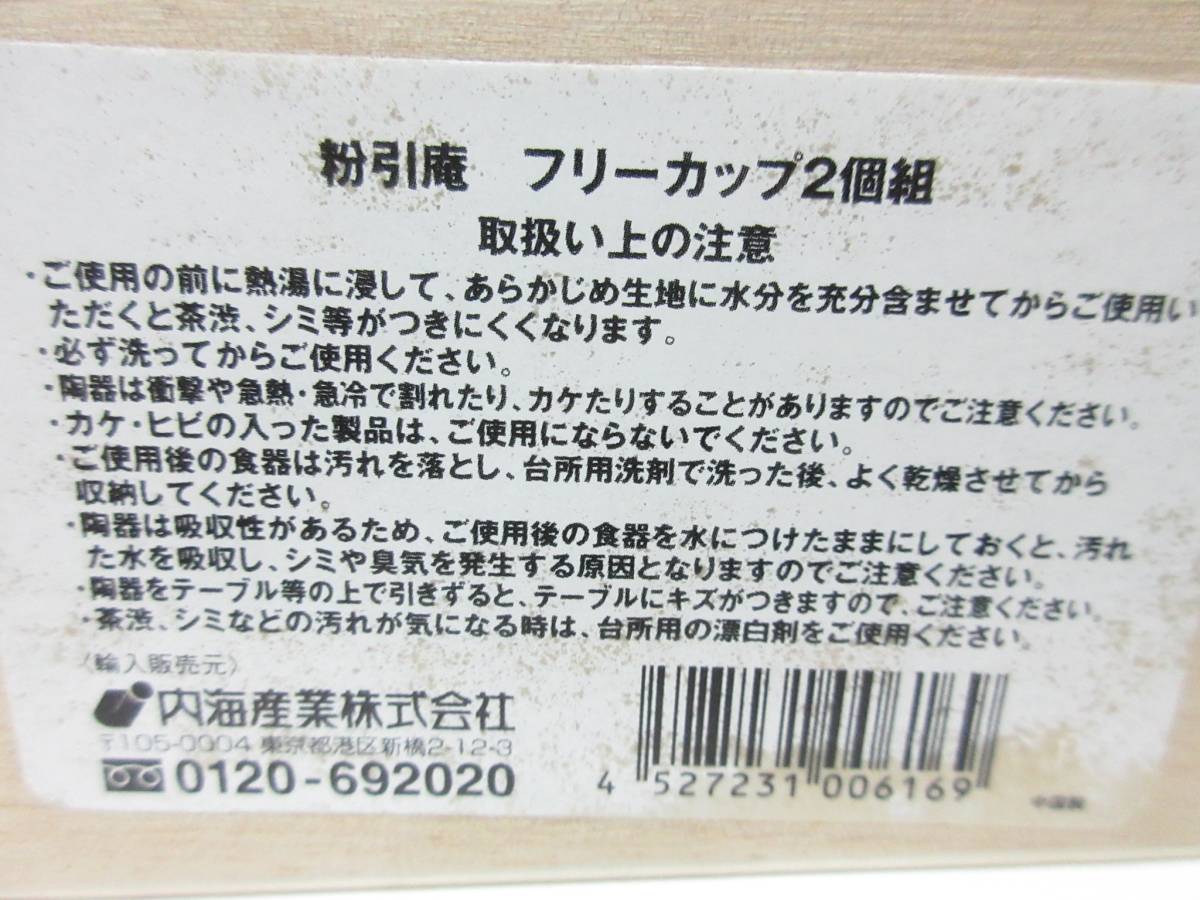 粉引庵　フリーカップ2個組
取扱い上の注意
・ご使用の前に熱湯に浸して、あらかじめ生地に水分を充分含ませてからご使用い
ただくと茶渋、シミ等がつきにくくなります。
・必ず洗ってからご使用ください。
・陶器は衝撃や急熱・急冷で割れたり、カケたりすることがありますのでご注意ください。
・カケ・ヒビの入った製品は、ご使用にならないでください。
・ご使用後の食器は汚れを落とし、台所用洗剤で洗った後、よく乾燥させてから
収納してください。
・陶器は吸収性があるため、ご使用後の食器を水につけたままにしておくと、汚れ
た水を吸収し、シミや臭気を発生する原因となりますのでご注意ください。
・陶器をテーブル等の上で引きずると、テーブルにキズがつきますので、ご注意ください。
・茶渋、シミなどの汚れが気になる時は、台所用の漂白剤をご使用ください。
〈輸入販売元〉
内海産業株式会社
〒105-0004 東京都港区新橋2-12-3
0120-692020
4 527231 006169
中国製